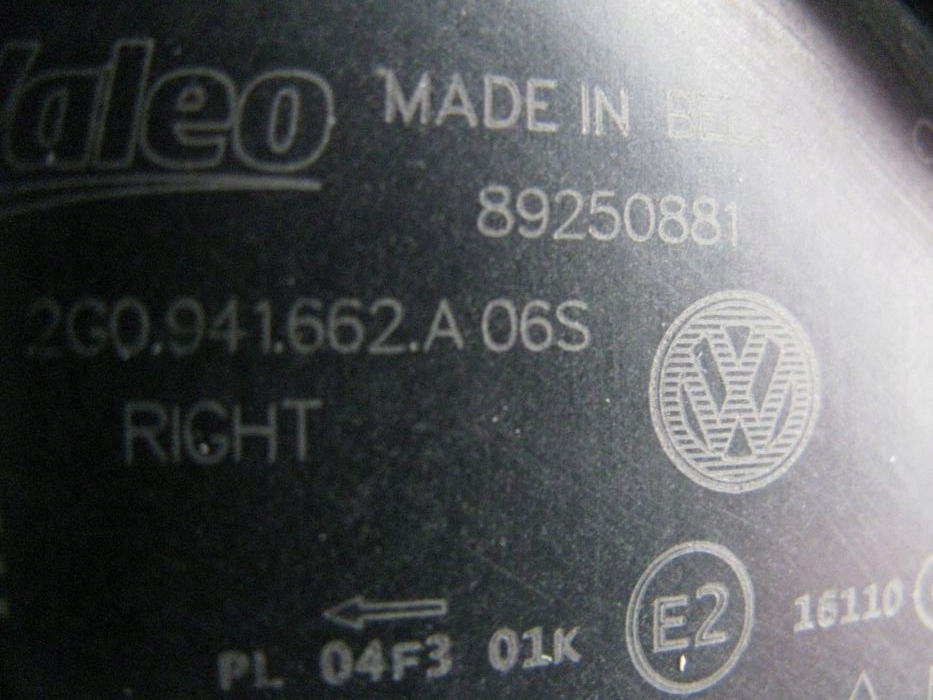 Valeo MADE IN
89250881
2G0.941.662.A 06S
RIGHT
E2 16110
PL 04F3 01K